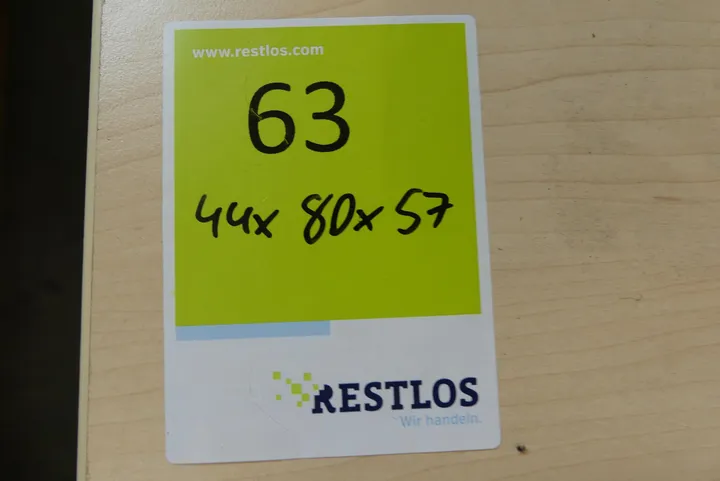 www.restlos.com
63
44x 80x 57
RESTLOS
Wir handeln.